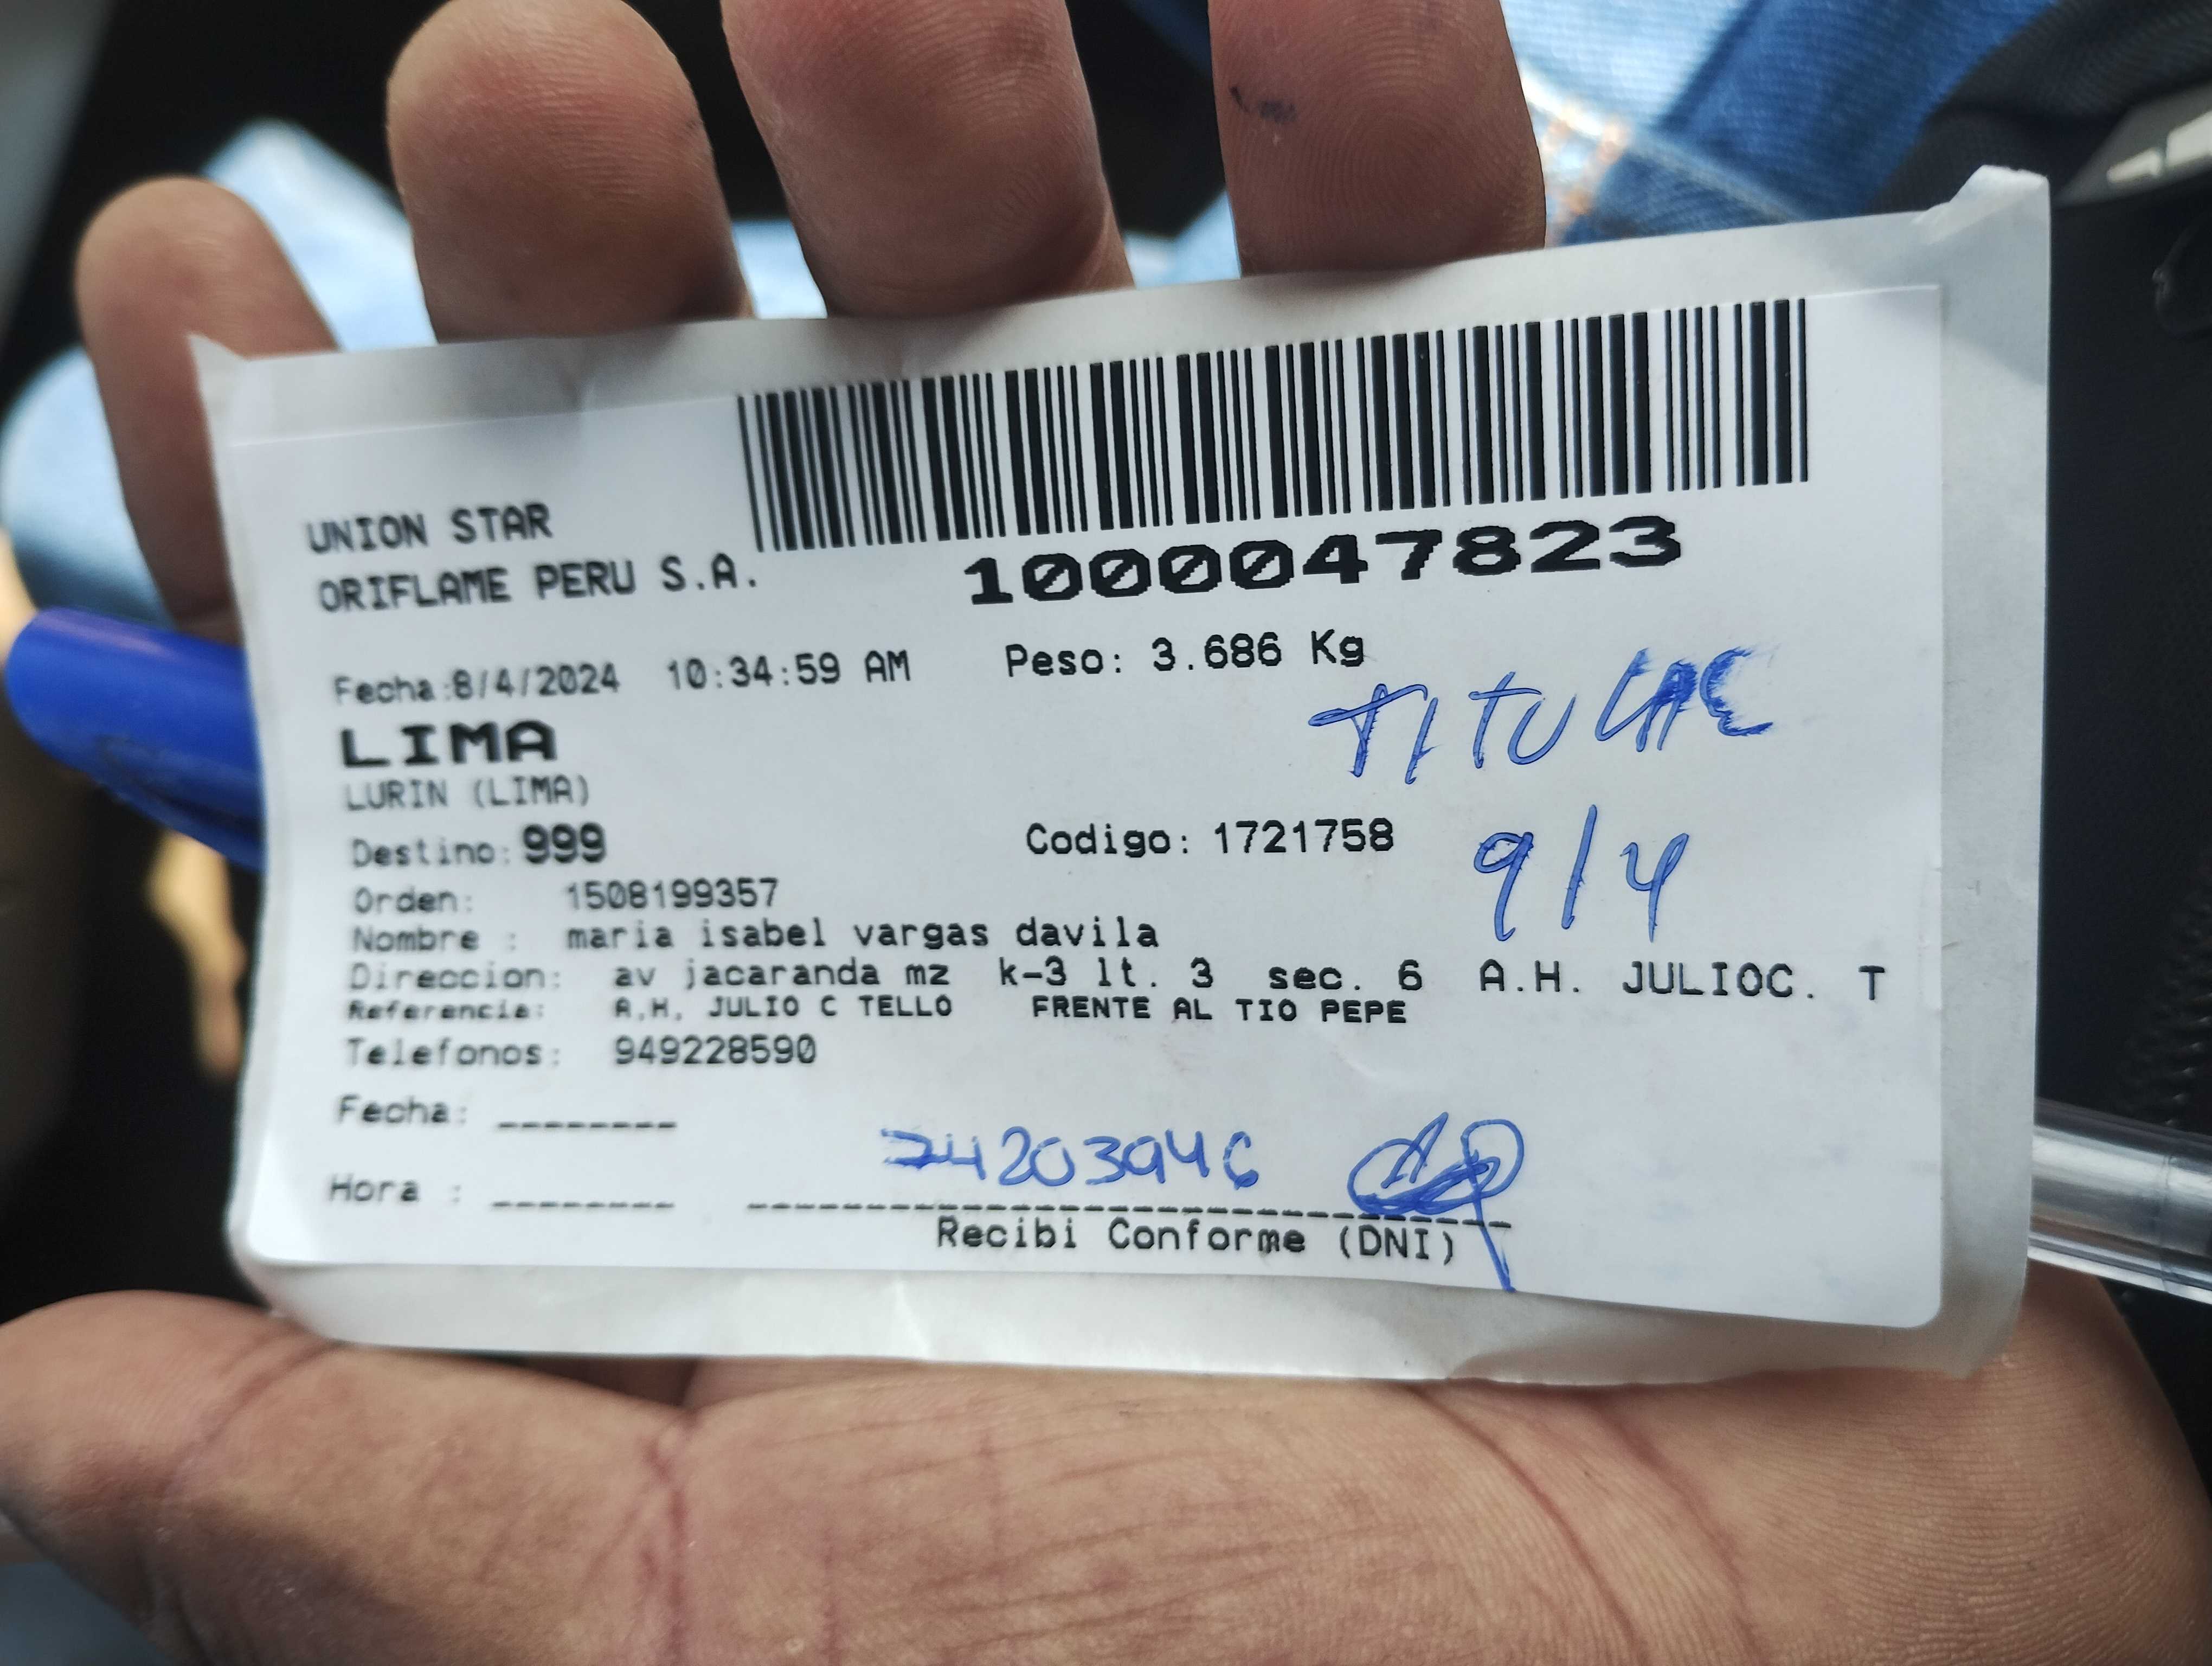 UNION STAR
ORIFLAME PERU S.A.
1000047823
Fecha:8/4/2024 10:34:59 AM Peso: 3.686 Kg
TITULAR
LIMA
LURIN (LIMA)
Destino: 999 Codigo: 1721758 9/4
Orden: 1508199357
Nombre : maria isabel vargas davila
Direccion: av jacaranda mz k-3 lt. 3 sec. 6 A.H. JULIOC. T
Referencia: A.H. JULIO C TELLO FRENTE AL TIO PEPE
Telefonos: 949228590
Fecha: ________
74203946
Hora : ________
Recibi Conforme (DNI)